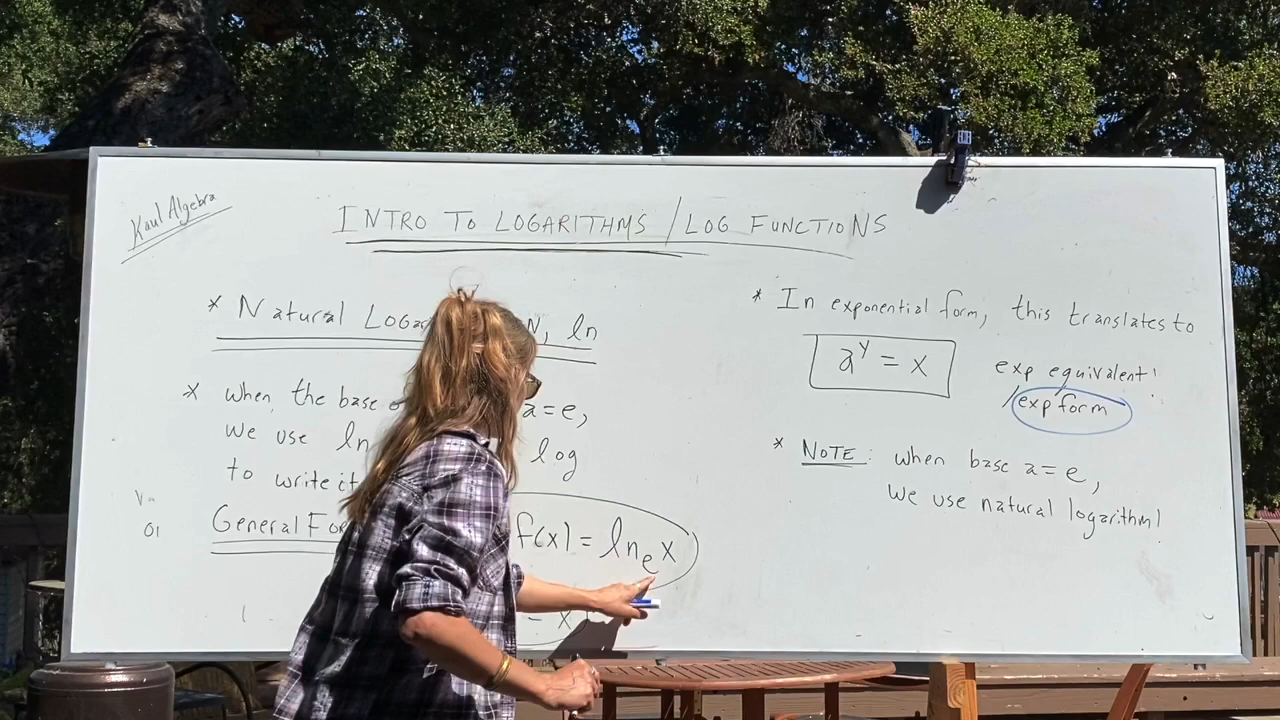 Kaul Algebra
INTRO TO LOGARITHMS / LOG FUNCTIONS
* Natural Logar N, ln
* when the base a=e,
we use ln log
to write it
General For f(x) = ln_e x
- x
* In exponential form, this translates to
a^y = x
exp equivalent!
/exp form
* NOTE: when base a=e,
we use natural logarithm!